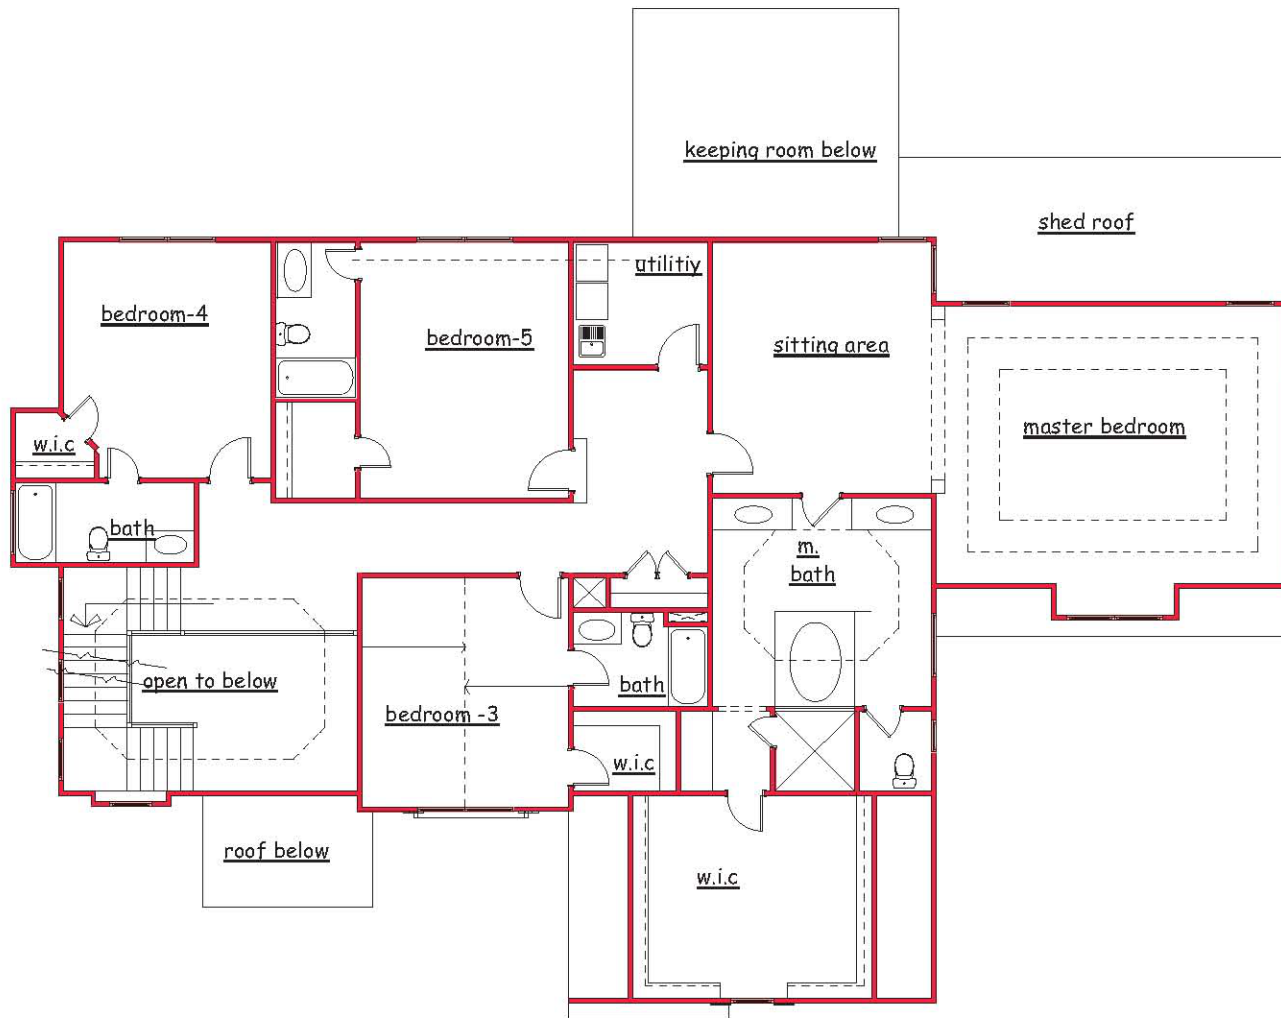 keeping room below
shed roof
utilitiy
bedroom-4
bedroom-5
sitting area
master bedroom
w.i.c
bath
m.
bath
open to below
bath
bedroom -3
w.i.c
roof below
w.i.c